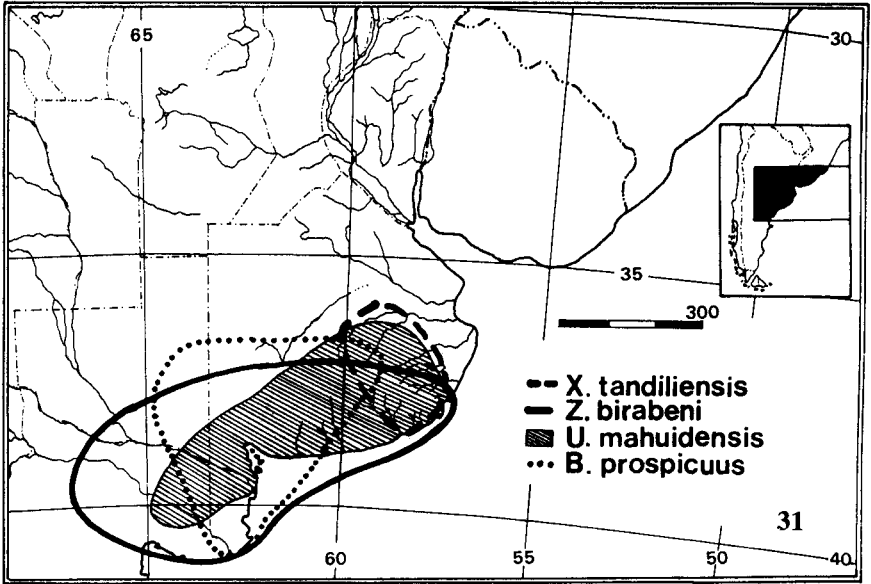 65
30
35
300
X. tandiliensis
Z. birabeni
U. mahuidensis
B. prospicuus
31
60
55
50
40